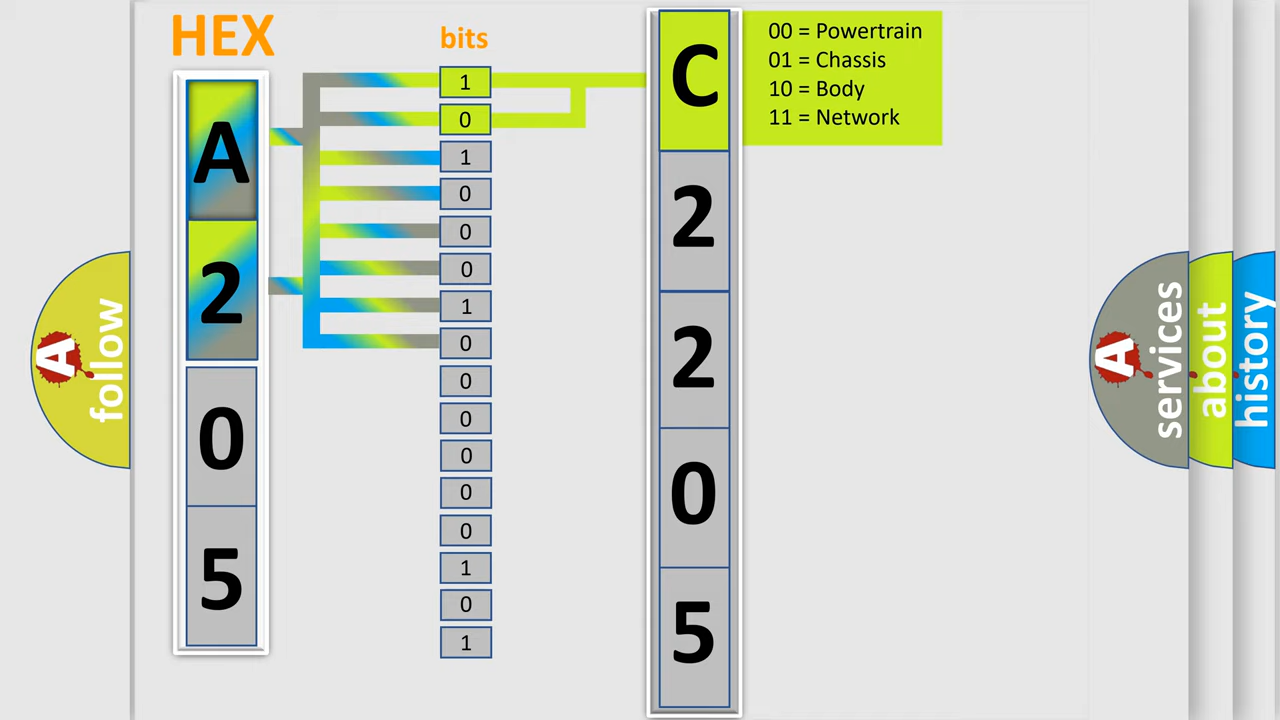 HEX
bits
A
2
0
5
1
0
1
0
0
0
1
0
0
0
0
0
0
1
0
1
C
2
2
0
5
00 = Powertrain
01 = Chassis
10 = Body
11 = Network
A
follow
A
services
about
history